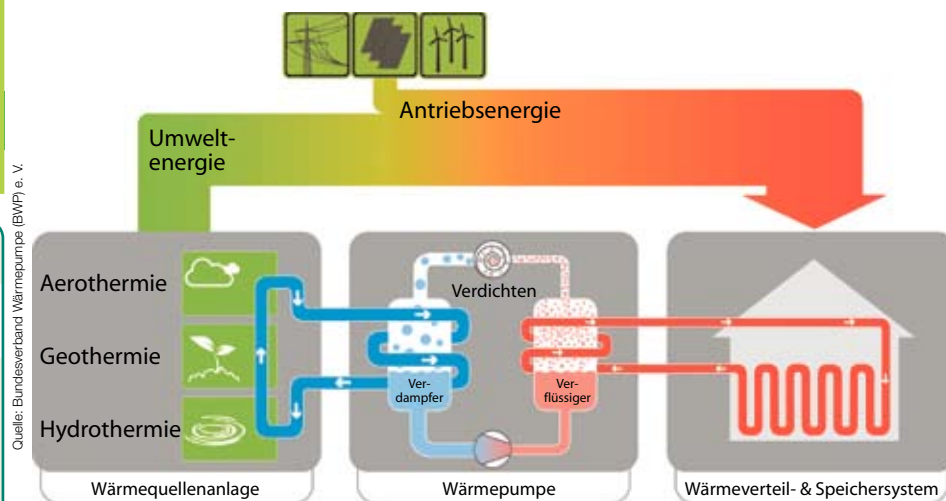 Antriebsenergie
Umwelt-
energie
Quelle: Bundesverband Wärmepumpe (BWP) e. V.
Aerothermie
Geothermie
Hydrothermie
Verdichten
Ver-
dampfer
Ver-
flüssiger
Wärmequellenanlage
Wärmepumpe
Wärmeverteil- & Speichersystem